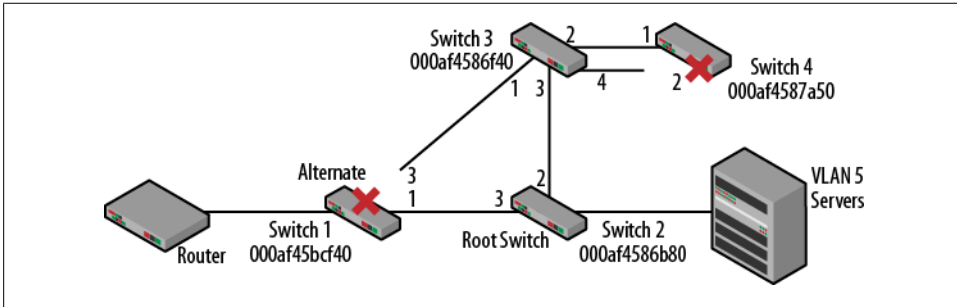 Switch 3
000af4586f40
2
1
1
3
4
2
Switch 4
000af4587a50
Alternate
3
1
3
2
VLAN 5
Servers
Router
Switch 1
000af45bcf40
Root Switch
Switch 2
000af4586b80